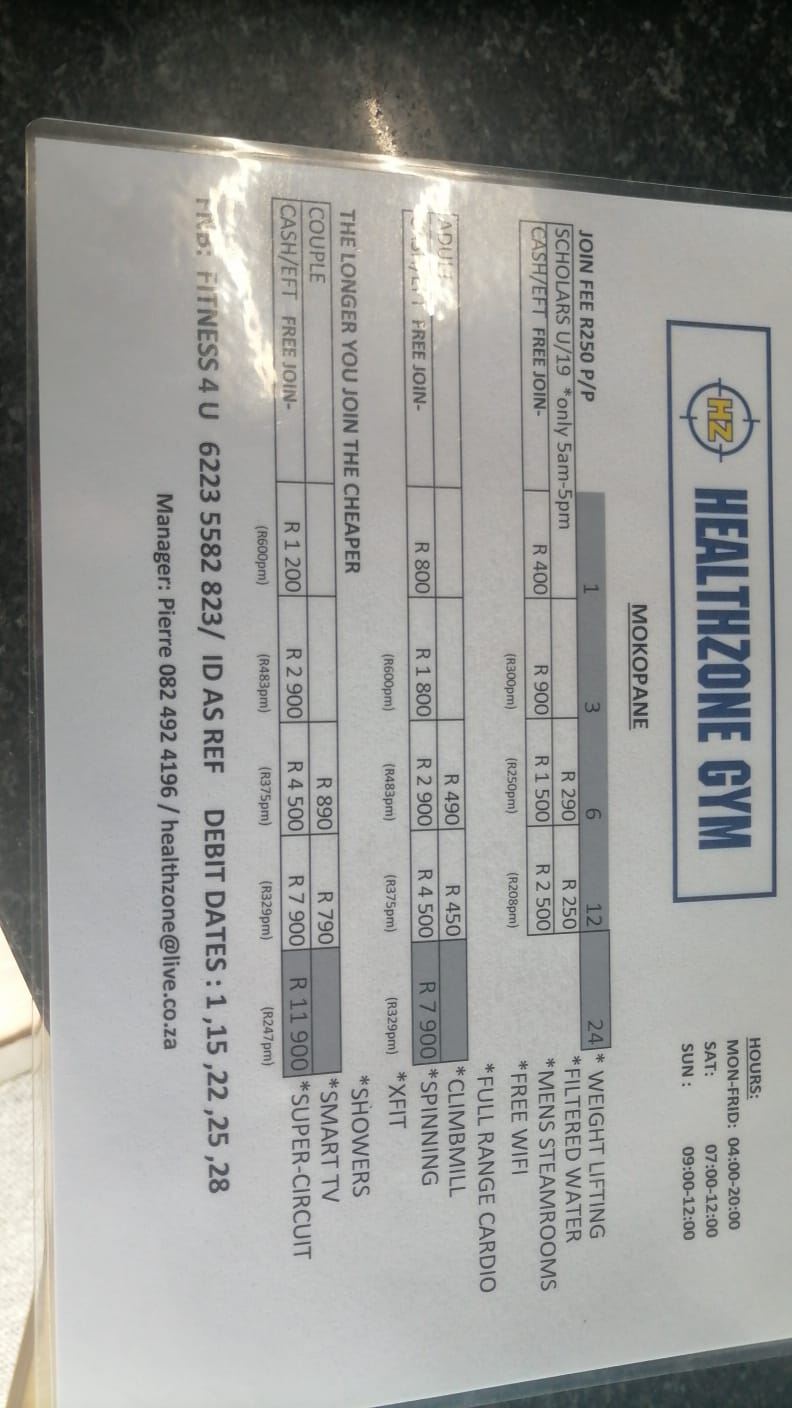 HZ HEALTHZONE GYM
HOURS:
MON-FRID: 04:00-20:00
SAT: 07:00-12:00
SUN : 09:00-12:00
MOKOPANE
JOIN FEE R250 P/P 1 3 6 12 24
SCHOLARS U/19 *only 5am-5pm R 290 R 250
CASH/EFT FREE JOIN- R 400 R 900 R 1 500 R 2 500
(R300pm) (R250pm) (R208pm)
R 490 R 450
FREE JOIN- R 800 R 1 800 R 2 900 R 4 500 R 7 900
(R600pm) (R483pm) (R375pm) (R329pm)
THE LONGER YOU JOIN THE CHEAPER
COUPLE R 890 R 790
CASH/EFT FREE JOIN- R 1 200 R 2 900 R 4 500 R 7 900 R 11 900
(R600pm) (R483pm) (R375pm) (R329pm) (R247pm)
* WEIGHT LIFTING
*FILTERED WATER
*MENS STEAMROOMS
*FREE WIFI
*FULL RANGE CARDIO
*CLIMBMILL
*SPINNING
*XFIT
*SHOWERS
*SMART TV
*SUPER-CIRCUIT
FNB: FITNESS 4 U 6223 5582 823/ ID AS REF DEBIT DATES : 1 ,15 ,22 ,25 ,28
Manager: Pierre 082 492 4196 / healthzone@live.co.za